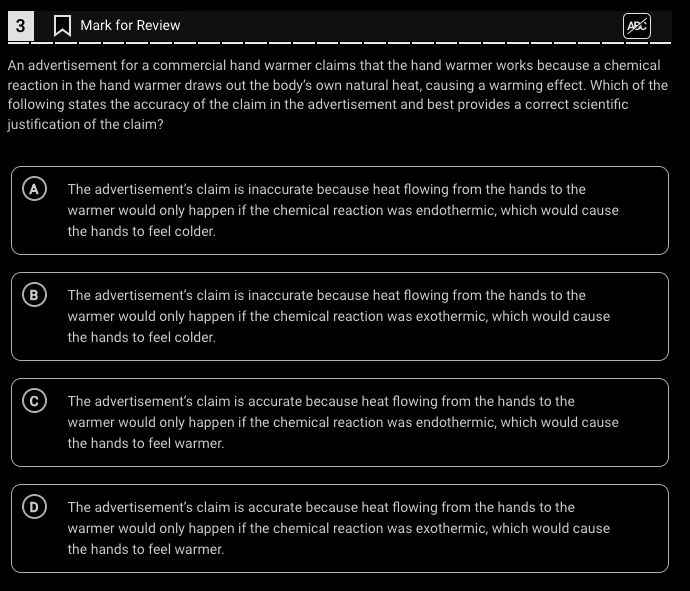 3 Mark for Review ABC
An advertisement for a commercial hand warmer claims that the hand warmer works because a chemical
reaction in the hand warmer draws out the body’s own natural heat, causing a warming effect. Which of the
following states the accuracy of the claim in the advertisement and best provides a correct scientific
justification of the claim?
A The advertisement’s claim is inaccurate because heat flowing from the hands to the
warmer would only happen if the chemical reaction was endothermic, which would cause
the hands to feel colder.
B The advertisement’s claim is inaccurate because heat flowing from the hands to the
warmer would only happen if the chemical reaction was exothermic, which would cause
the hands to feel colder.
C The advertisement’s claim is accurate because heat flowing from the hands to the
warmer would only happen if the chemical reaction was endothermic, which would cause
the hands to feel warmer.
D The advertisement’s claim is accurate because heat flowing from the hands to the
warmer would only happen if the chemical reaction was exothermic, which would cause
the hands to feel warmer.